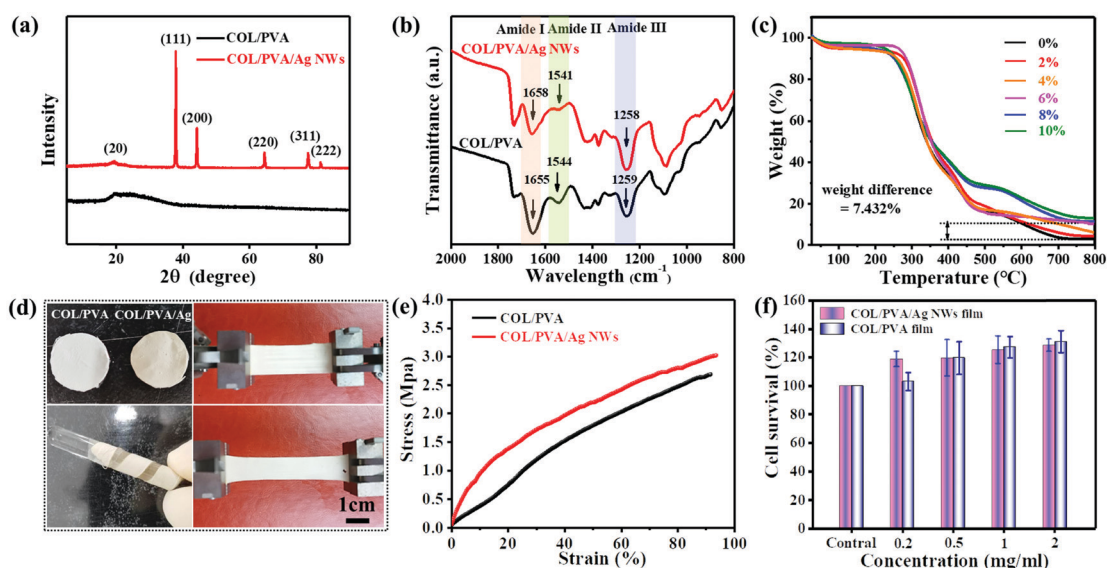 (a)
COL/PVA
COL/PVA/Ag NWs
(111)
(200)
(20)
(220)
(311)
(222)
Intensity
20 40 60 80
2θ (degree)
(b)
Amide I Amide II Amide III
COL/PVA/Ag NWs
1541
1658
1258
COL/PVA
1544
1655
1259
Transmittance (a.u.)
2000 1800 1600 1400 1200 1000 800
Wavelength (cm⁻¹)
(c)
0%
2%
4%
6%
8%
10%
100
80
60
40
20
0
Weight (%)
weight difference
= 7.432%
100 200 300 400 500 600 700 800
Temperature (°C)
(d)
COL/PVA COL/PVA/Ag
1cm
(e)
COL/PVA
COL/PVA/Ag NWs
4.0
3.5
3.0
2.5
2.0
1.5
1.0
0.5
0.0
Stress (Mpa)
0 20 40 60 80 100
Strain (%)
(f)
COL/PVA/Ag NWs film
COL/PVA film
160
140
120
100
80
60
40
20
0
Cell survival (%)
Contral 0.2 0.5 1 2
Concentration (mg/ml)